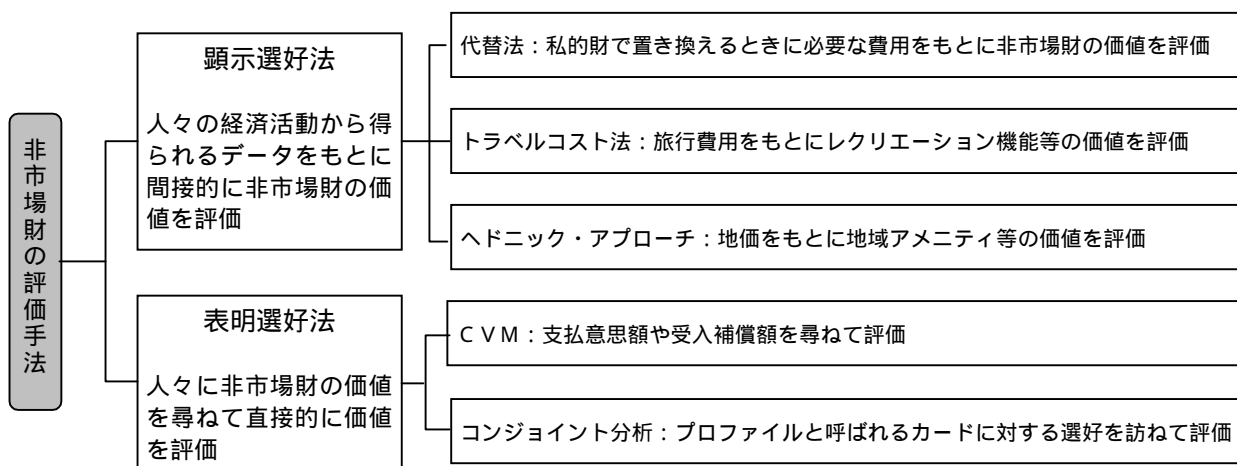 非市場財の評価手法
顕示選好法
人々の経済活動から得
られるデータをもとに
間接的に非市場財の価
値を評価
代替法：私的財で置き換えるときに必要な費用をもとに非市場財の価値を評価
トラベルコスト法：旅行費用をもとにレクリエーション機能等の価値を評価
ヘドニック・アプローチ：地価をもとに地域アメニティ等の価値を評価
表明選好法
人々に非市場財の価値
を尋ねて直接的に価値
を評価
ＣＶＭ：支払意思額や受入補償額を尋ねて評価
コンジョイント分析：プロファイルと呼ばれるカードに対する選好を訪ねて評価